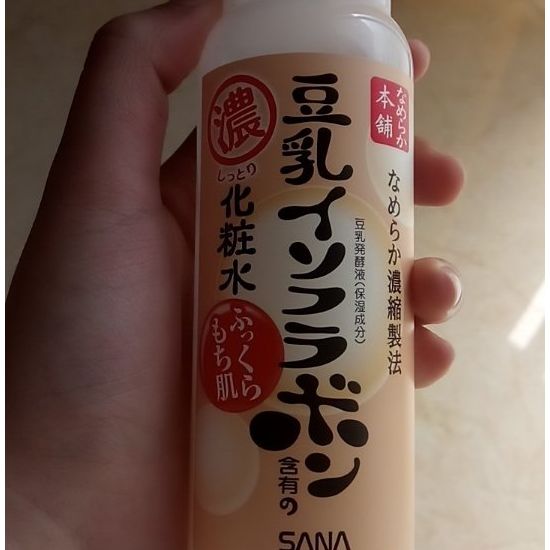 なめらか
本舗
なめらか濃縮製法
豆乳イソフラボン
含有の
豆乳発酵液(保湿成分)
濃
しっとり
化粧水
ふっくら
もち肌
SANA